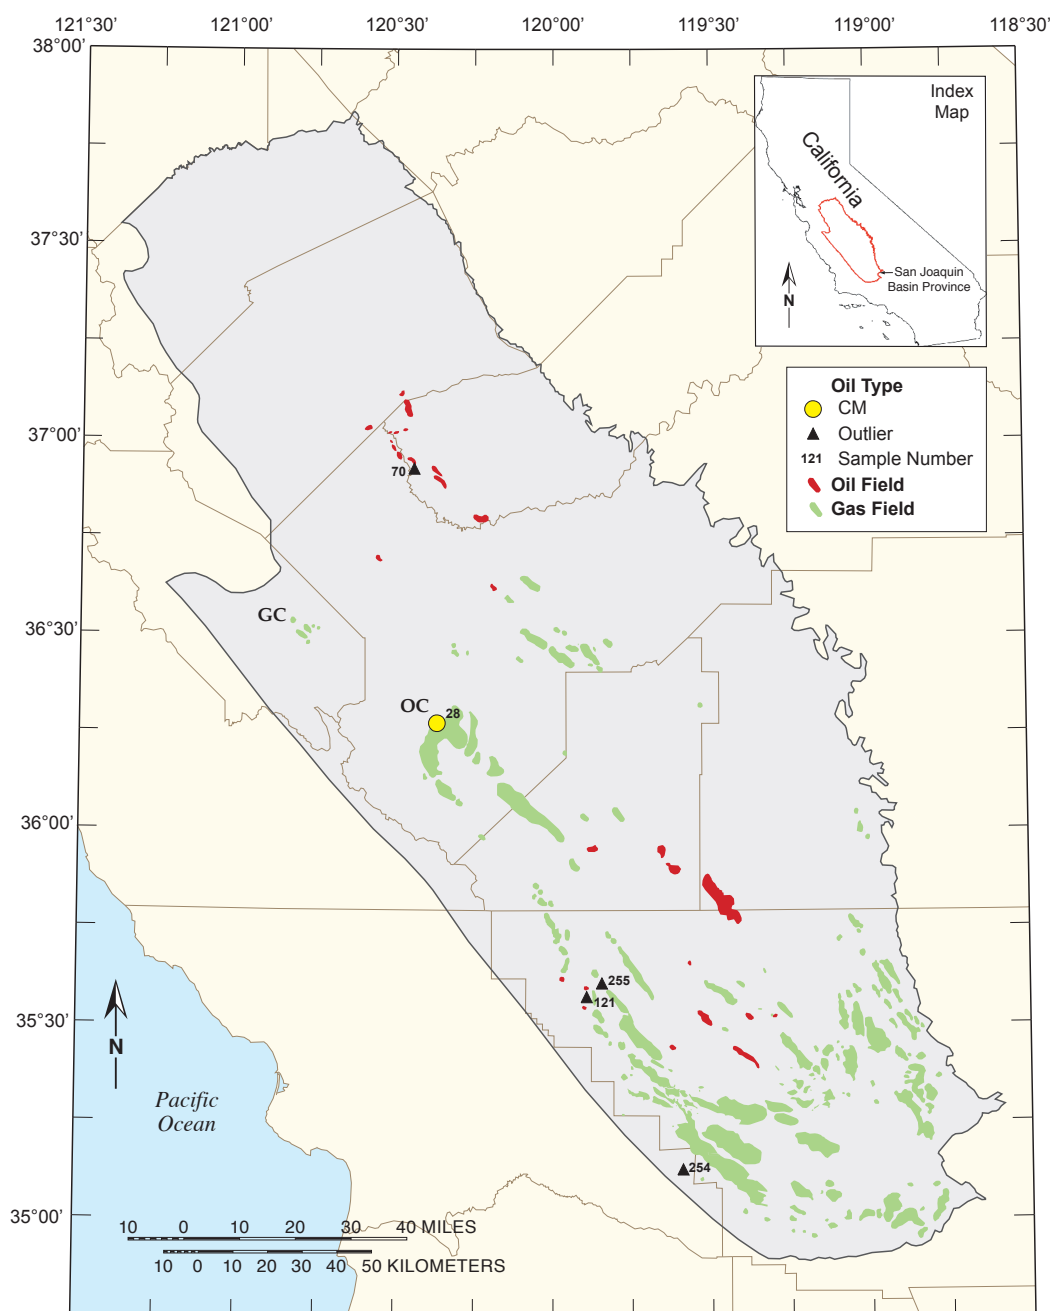 121°30'
121°00'
120°30'
120°00'
119°30'
119°00'
118°30'
38°00'
37°30'
37°00'
36°30'
36°00'
35°30'
35°00'
Index
Map
California
San Joaquin
Basin Province
N
Oil Type
CM
Outlier
121 Sample Number
Oil Field
Gas Field
70
GC
OC
28
255
121
254
N
Pacific
Ocean
10 0 10 20 30 40 MILES
10 0 10 20 30 40 50 KILOMETERS